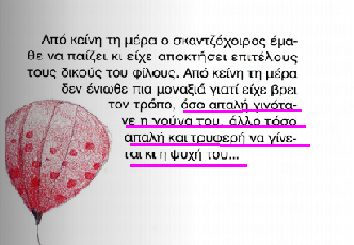 Από κείνη τη μέρα ο σκαντζόχοιρος έμα-
θε να παίζει κι είχε αποκτήσει επιτέλους
τους δικούς του φίλους. Από κείνη τη μέρα
δεν ένιωθε πια μοναξιά γιατί είχε βρει
τον τρόπο, όσο απαλή γινότα-
νε η γούνα του, άλλο τόσο
απαλή και τρυφερή να γίνε-
ται κι η ψυχή του...